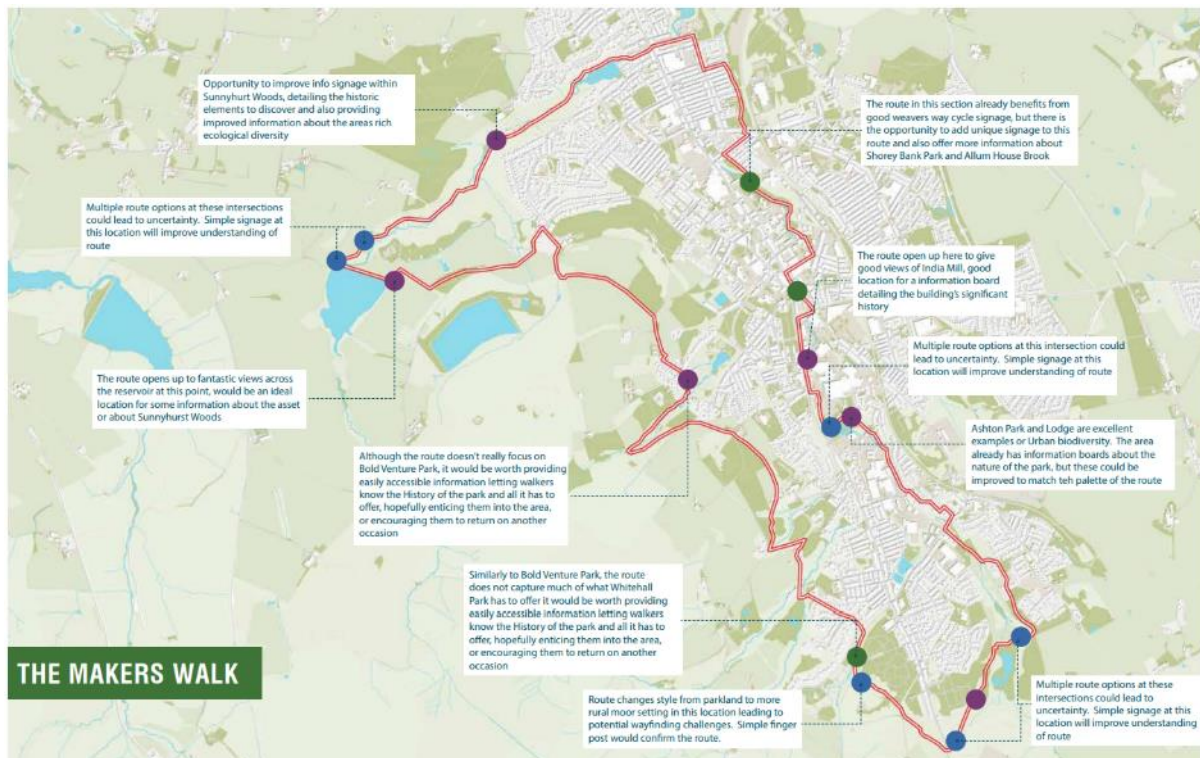 Opportunity to improve info signage within
Sunnyhurt Woods, detailing the historic
elements to discover and also providing
improved information about the areas rich
ecological diversity
The route in this section already benefits from
good weavers way cycle signage, but there is
the opportunity to add unique signage to this
route and also offer more information about
Shorey Bank Park and Allum House Brook
Multiple route options at these intersections
could lead to uncertainty. Simple signage at
this location will improve understanding of
route
The route open up here to give
good views of India Mill, good
location for a information board
detailing the building's significant
history
Multiple route options at this intersection could
lead to uncertainty. Simple signage at this
location will improve understanding of route
The route opens up to fantastic views across
the reservoir at this point, would be an ideal
location for some information about the asset
or about Sunnyhurst Woods
Ashton Park and Lodge are excellent
examples or Urban biodiversity. The area
already has information boards about the
nature of the park, but these could be
improved to match teh palette of the route
Although the route doesn't really focus on
Bold Venture Park, it would be worth providing
easily accessible information letting walkers
know the History of the park and all it has to
offer, hopefully enticing them into the area,
or encouraging them to return on another
occasion
Similarly to Bold Venture Park, the route
does not capture much of what Whitehall
Park has to offer it would be worth providing
easily accessible information letting walkers
know the History of the park and all it has to
offer, hopefully enticing them into the area,
or encouraging them to return on another
occasion
THE MAKERS WALK
Route changes style from parkland to more
rural moor setting in this location leading to
potential wayfinding challenges. Simple finger
post would confirm the route.
Multiple route options at these
intersections could lead to
uncertainty. Simple signage at this
location will improve understanding
of route